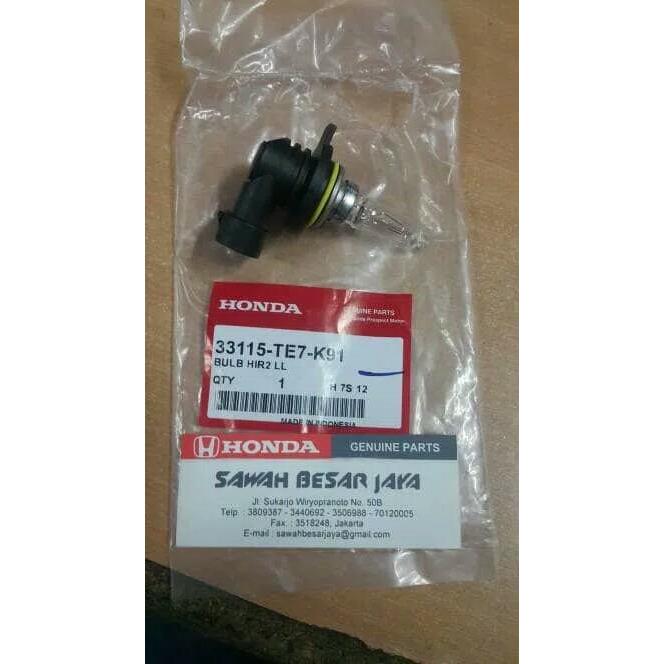 HONDA
GENUINE PARTS
Prospect Motor
33115-TE7-K91
BULB HIR2 LL
QTY 1 H 7S 12
MADE IN INDONESIA
HONDA GENUINE PARTS
SAWAH BESAR JAYA
Jl. Sukarjo Wiryopranoto No. 50B
Telp. : 3809387 - 3440692 - 3506988 - 70120005
Fax. : 3518248, Jakarta
E-mail : sawahbesarjaya@gmail.com